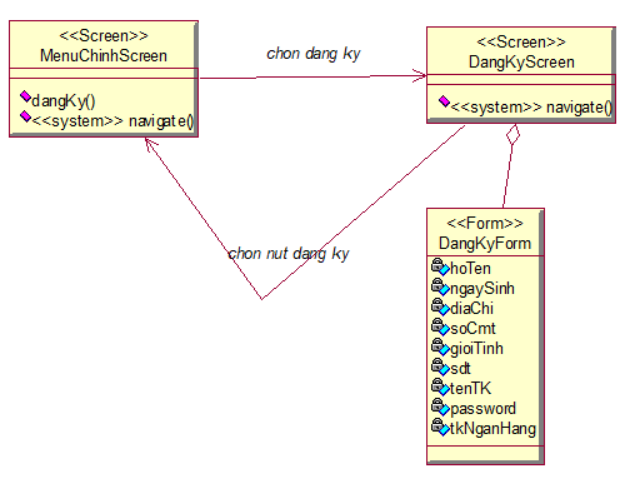 <<Screen>>
MenuChinhScreen
dangKy()
<<system>> navigate()
chon dang ky
<<Screen>>
DangKyScreen
<<system>> navigate()
chon nut dang ky
<<Form>>
DangKyForm
hoTen
ngaySinh
diaChi
soCmt
gioiTinh
sdt
tenTK
password
tkNganHang